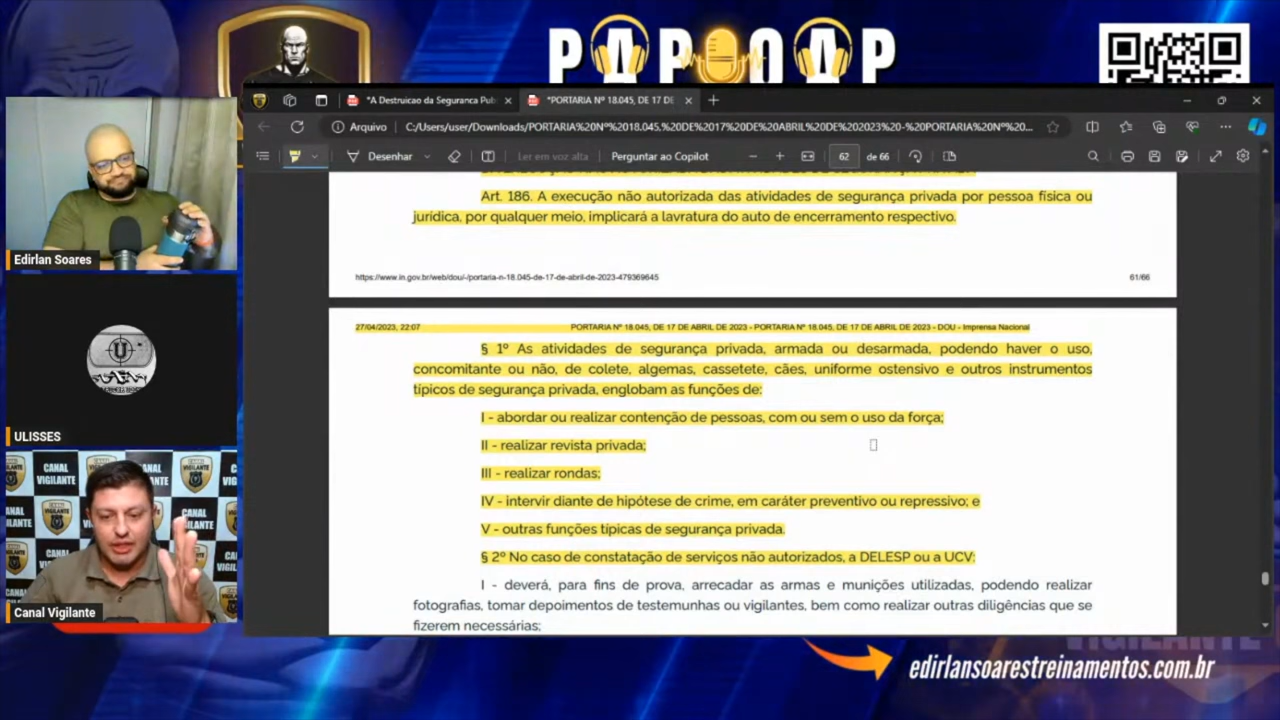 PAP OAP
"A Destruicao da Seguranca Pub
*PORTARIA Nº 18.045, DE 17 DE
Arquivo
C:/Users/user/Downloads/PORTARIA%20Nº%2018.045,%20DE%2017%20DE%20ABRIL%20DE%202023%20-%20PORTARIA%20Nº%20...
Desenhar
Ler em voz alta
Perguntar ao Copilot
62
de 66
Art. 186. A execução não autorizada das atividades de segurança privada por pessoa física ou
jurídica, por qualquer meio, implicará a lavratura do auto de encerramento respectivo.
https://www.in.gov.br/web/dou/-/portaria-n-18.045-de-17-de-abril-de-2023-479369645
61/66
27/04/2023, 22:07
PORTARIA Nº 18.045, DE 17 DE ABRIL DE 2023 - PORTARIA Nº 18.045, DE 17 DE ABRIL DE 2023 - DOU - Imprensa Nacional
§ 1º As atividades de segurança privada, armada ou desarmada, podendo haver o uso,
concomitante ou não, de colete, algemas, cassetete, cães, uniforme ostensivo e outros instrumentos
típicos de segurança privada, englobam as funções de:
I - abordar ou realizar contenção de pessoas, com ou sem o uso da força;
II - realizar revista privada;
III - realizar rondas;
IV - intervir diante de hipótese de crime, em caráter preventivo ou repressivo; e
V - outras funções típicas de segurança privada.
§ 2º No caso de constatação de serviços não autorizados, a DELESP ou a UCV:
I - deverá, para fins de prova, arrecadar as armas e munições utilizadas, podendo realizar
fotografias, tomar depoimentos de testemunhas ou vigilantes, bem como realizar outras diligências que se
fizerem necessárias;
Edirlan Soares
U
ULISSES
CANAL
VIGILANTE
CANAL
VIGILANTE
Canal Vigilante
VIGILANTE
edirlansoarestreinamentos.com.br